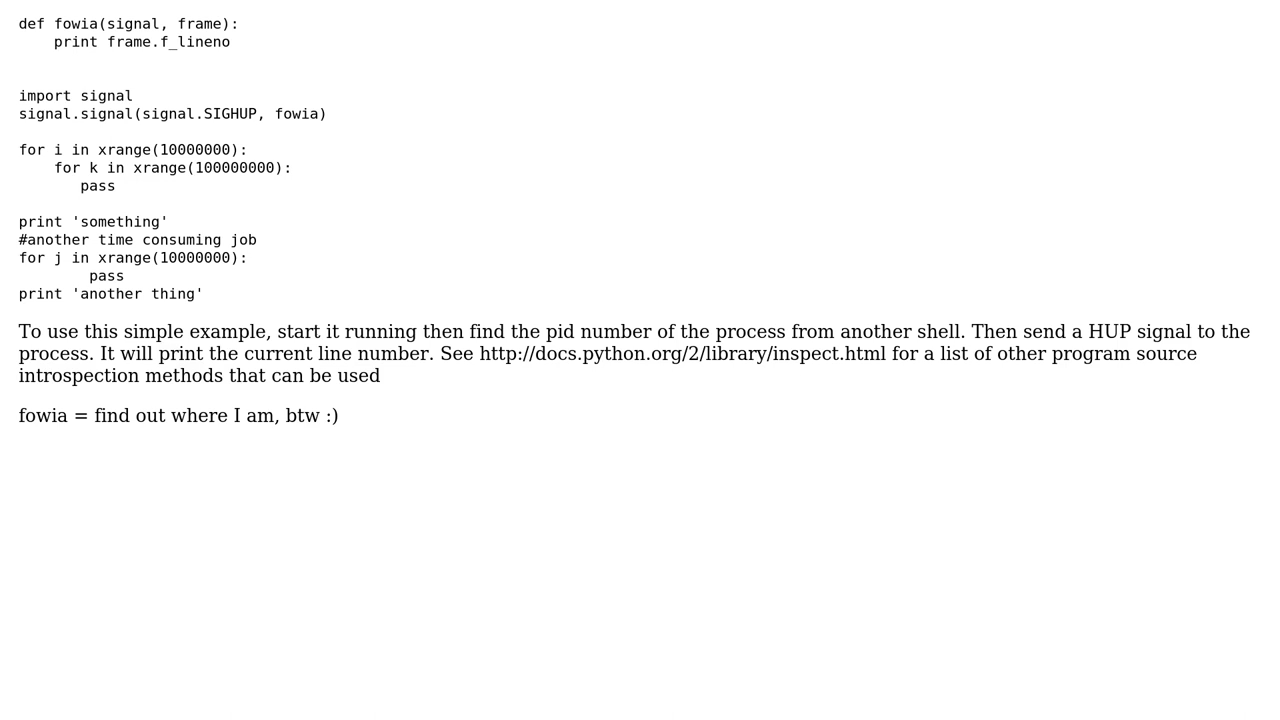 def fowia(signal, frame):
    print frame.f_lineno
import signal
signal.signal(signal.SIGHUP, fowia)
for i in xrange(10000000):
    for k in xrange(100000000):
       pass
print 'something'
#another time consuming job
for j in xrange(10000000):
        pass
print 'another thing'
To use this simple example, start it running then find the pid number of the process from another shell. Then send a HUP signal to the
process. It will print the current line number. See http://docs.python.org/2/library/inspect.html for a list of other program source
introspection methods that can be used
fowia = find out where I am, btw :)